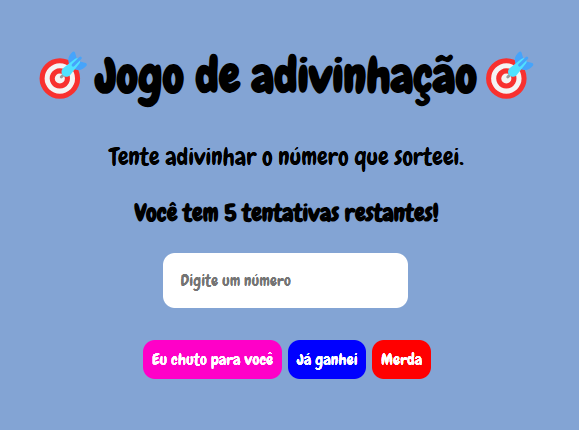 Jogo de adivinhação
Tente adivinhar o número que sorteei.
Você tem 5 tentativas restantes!
Digite um número
Eu chuto para você Já ganhei Merda